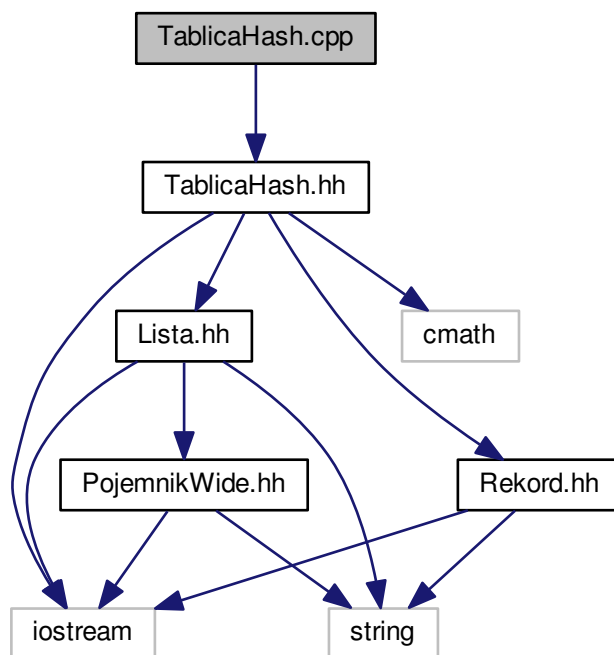 TablicaHash.cpp
TablicaHash.hh
Lista.hh
cmath
PojemnikWide.hh
Rekord.hh
iostream
string